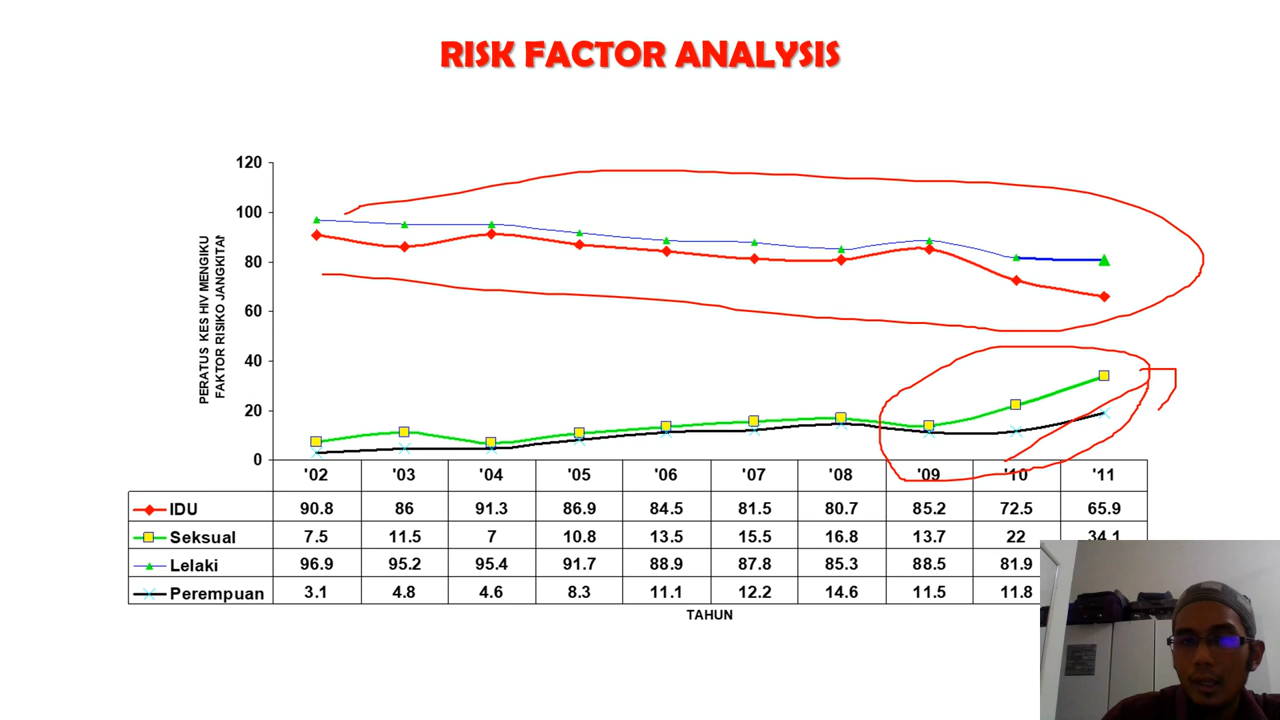 RISK FACTOR ANALYSIS
120
100
80
60
40
20
0
PERATUS KES HIV MENGIKU
FAKTOR RISIKO JANGKITAN
'02 '03 '04 '05 '06 '07 '08 '09 '10 '11
IDU 90.8 86 91.3 86.9 84.5 81.5 80.7 85.2 72.5 65.9
Seksual 7.5 11.5 7 10.8 13.5 15.5 16.8 13.7 22 34.1
Lelaki 96.9 95.2 95.4 91.7 88.9 87.8 85.3 88.5 81.9
Perempuan 3.1 4.8 4.6 8.3 11.1 12.2 14.6 11.5 11.8
TAHUN